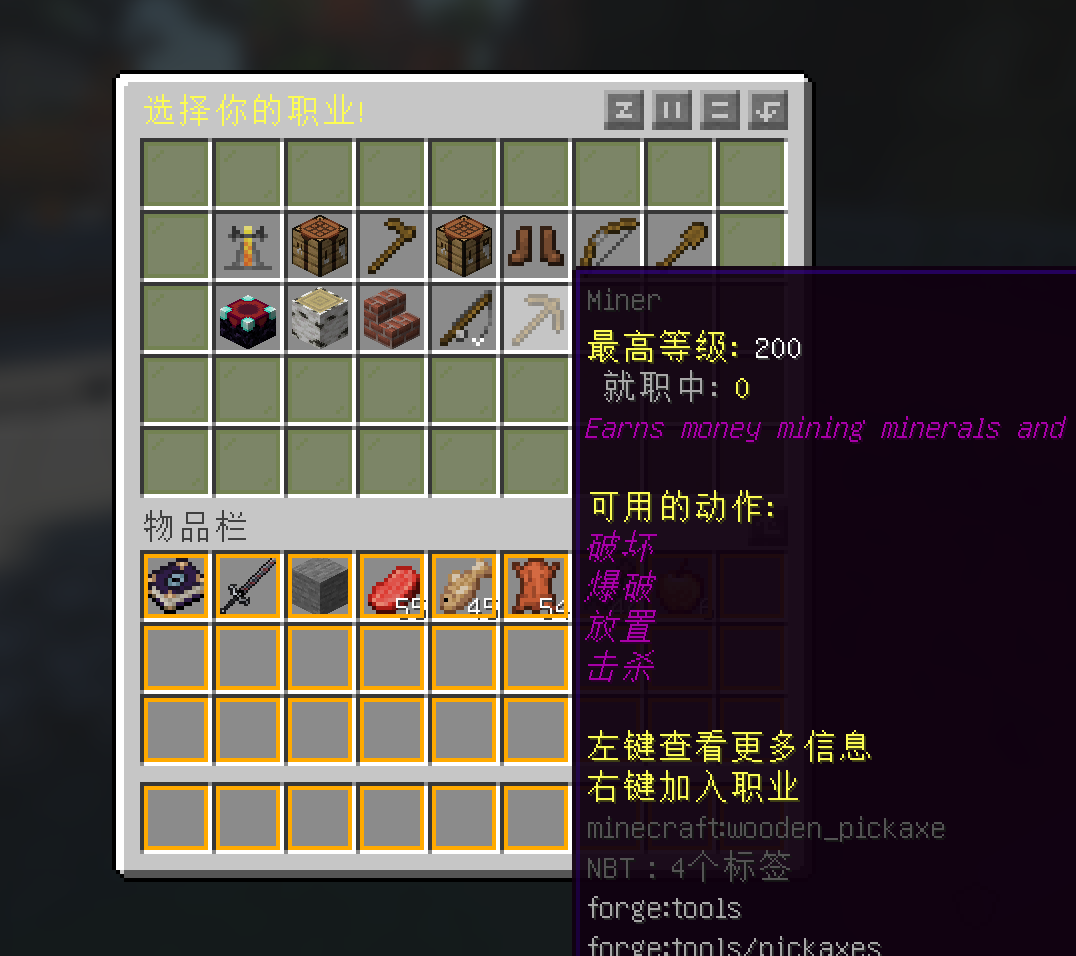 选择你的职业!
Miner
最高等级: 200
就职中: 0
Earns money mining minerals and
可用的动作:
破坏
爆破
放置
击杀
左键查看更多信息
右键加入职业
minecraft:wooden_pickaxe
NBT : 4个标签
forge:tools
forge:tools/pickaxes
物品栏
55 45 54